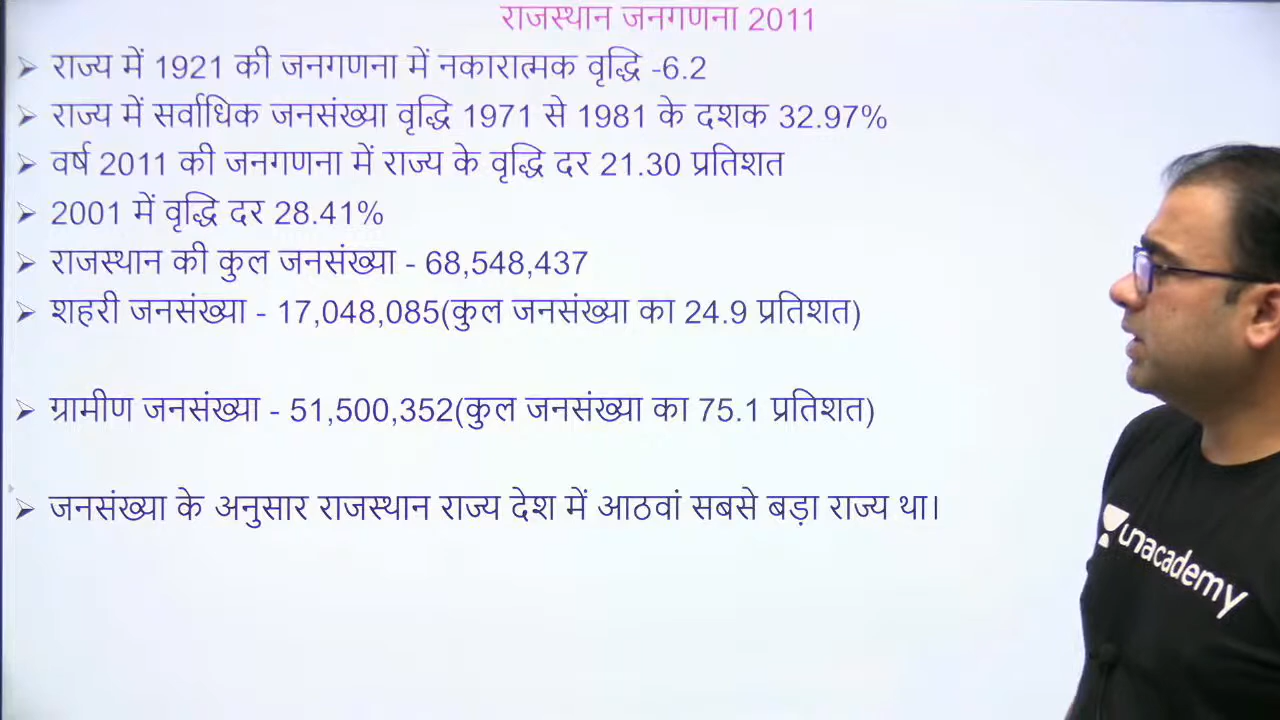 राजस्थान जनगणना 2011
➢ राज्य में 1921 की जनगणना में नकारात्मक वृद्धि -6.2
➢ राज्य में सर्वाधिक जनसंख्या वृद्धि 1971 से 1981 के दशक 32.97%
➢ वर्ष 2011 की जनगणना में राज्य के वृद्धि दर 21.30 प्रतिशत
➢ 2001 में वृद्धि दर 28.41%
➢ राजस्थान की कुल जनसंख्या - 68,548,437
➢ शहरी जनसंख्या - 17,048,085(कुल जनसंख्या का 24.9 प्रतिशत)
➢ ग्रामीण जनसंख्या - 51,500,352(कुल जनसंख्या का 75.1 प्रतिशत)
➢ जनसंख्या के अनुसार राजस्थान राज्य देश में आठवां सबसे बड़ा राज्य था।
unacademy